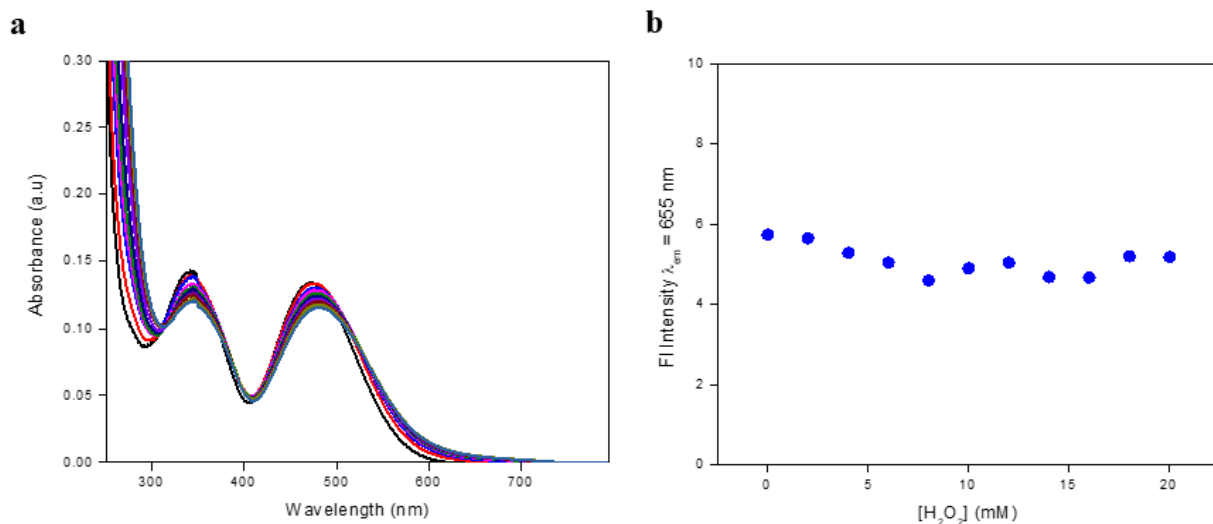 a
0.30
0.25
0.20
0.15
0.10
0.05
0.00
Absorbance (a.u)
300 400 500 600 700
Wavelength (nm)
b
10
8
6
4
2
0
FI Intensity λem = 655 nm
0 5 10 15 20
[H2O2] (mM)